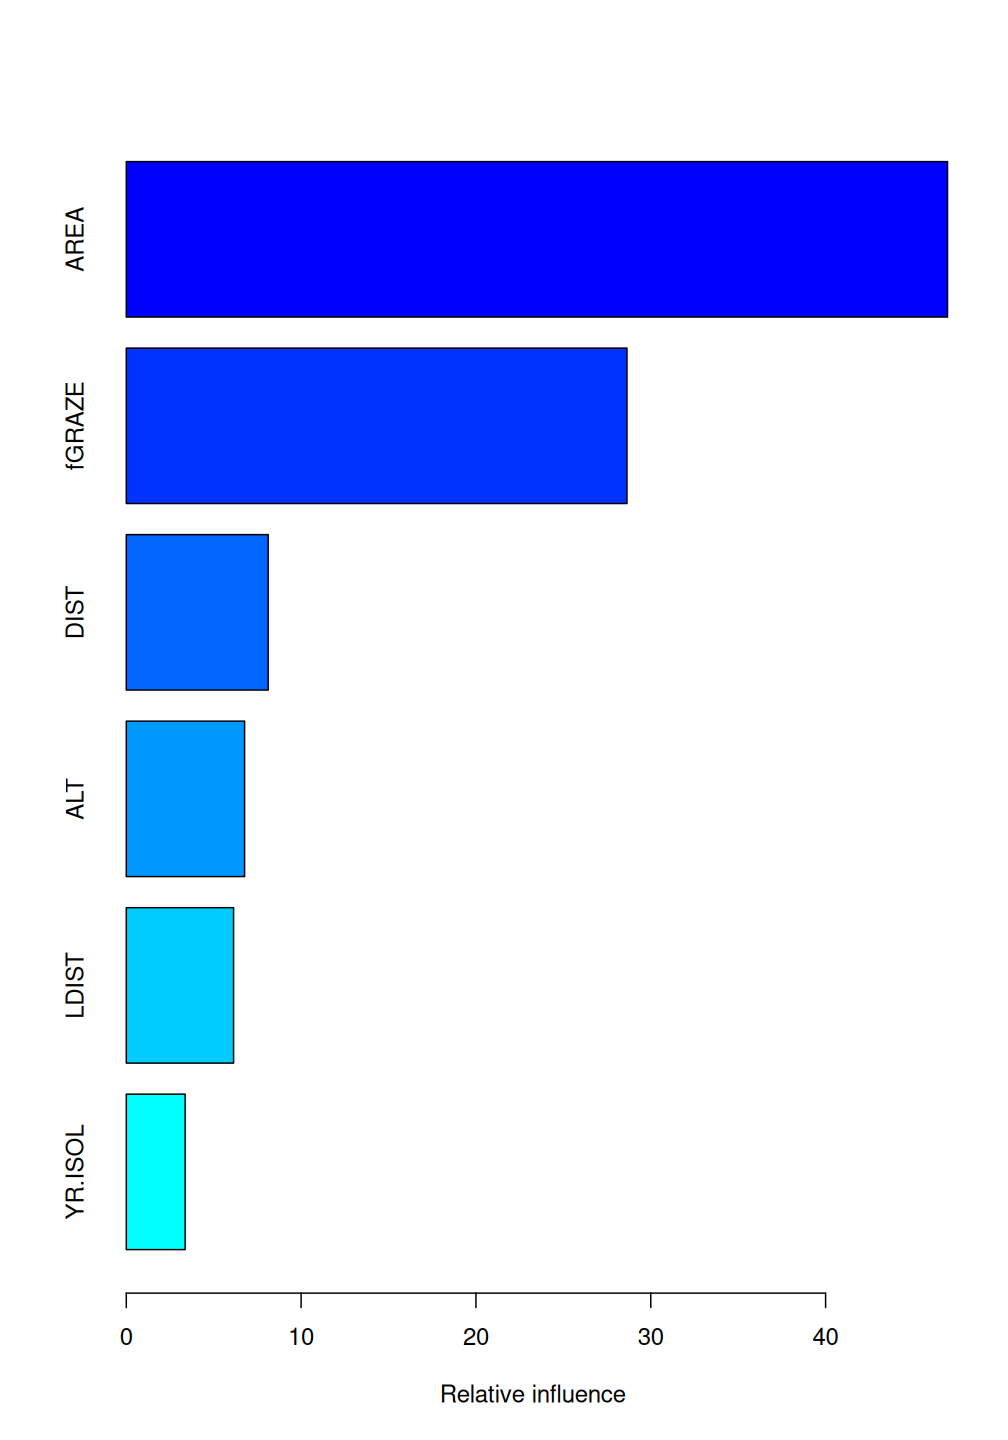 AREA
fGRAZE
DIST
ALT
LDIST
YR.ISOL
0 10 20 30 40
Relative influence